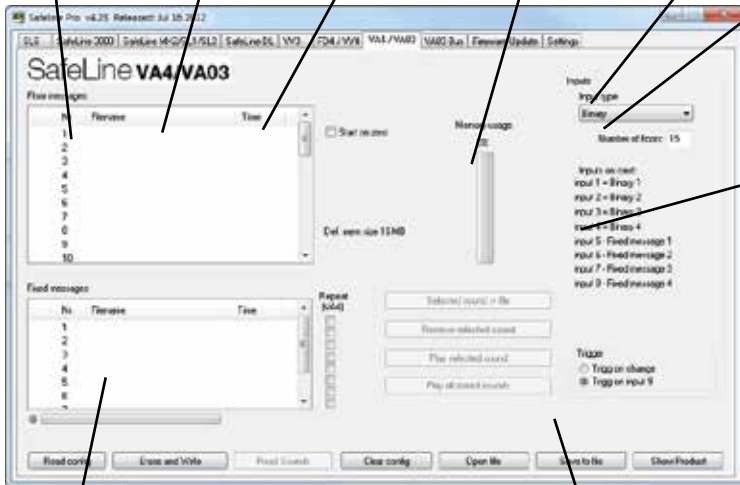 SafeLine Pro v4.25 Released: Jul 18 2012
SafeLine 3000 SafeLine MX2/SL1/SL2 SafeLine DL VV3 FD4 / VV4 VA4 /VA03 VA03 Bus Firmware Update Settings
SafeLine VA4/VA03
Floor messages
Nr Filename Time
1
2
3
4
5
6
7
8
9
10
Start on zero
Memory usage
Def. mem size 15 MB
Inputs
Input type
Binary
Number of floors: 15
Inputs on card:
input 1 = Binary 1
input 2 = Binary 2
input 3 = Binary 3
input 4 = Binary 4
input 5 - Fixed message 1
input 6 - Fixed message 2
input 7 - Fixed message 3
input 8 - Fixed message 4
Fixed messages
Nr Filename Time
1
2
3
4
5
6
Repeat
(VA4)
Selected sound -> file
Remove selected sound
Play selected sound
Play all sound sounds
Trigger
Trigg on change
Trigg on input 9
Read config Erase and Write Read Sounds Clear config Open file Save to file Show Product